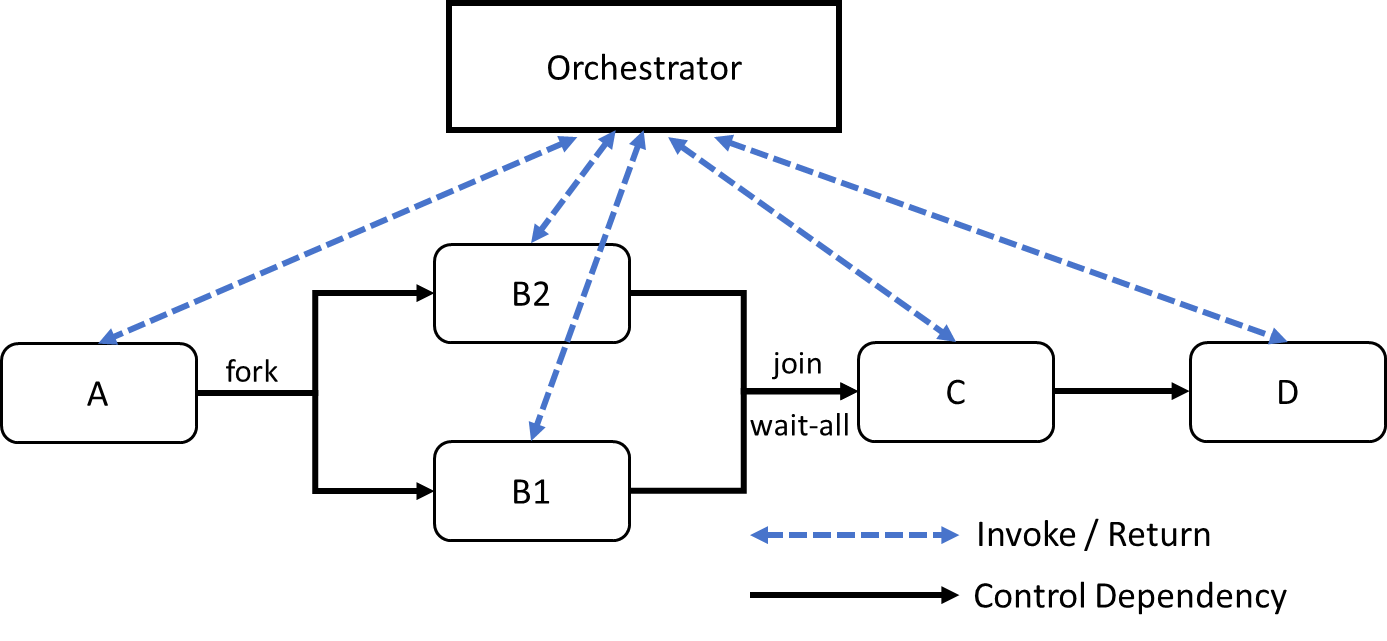 Orchestrator
B2
fork
join
A
C
D
wait-all
B1
Invoke / Return
Control Dependency